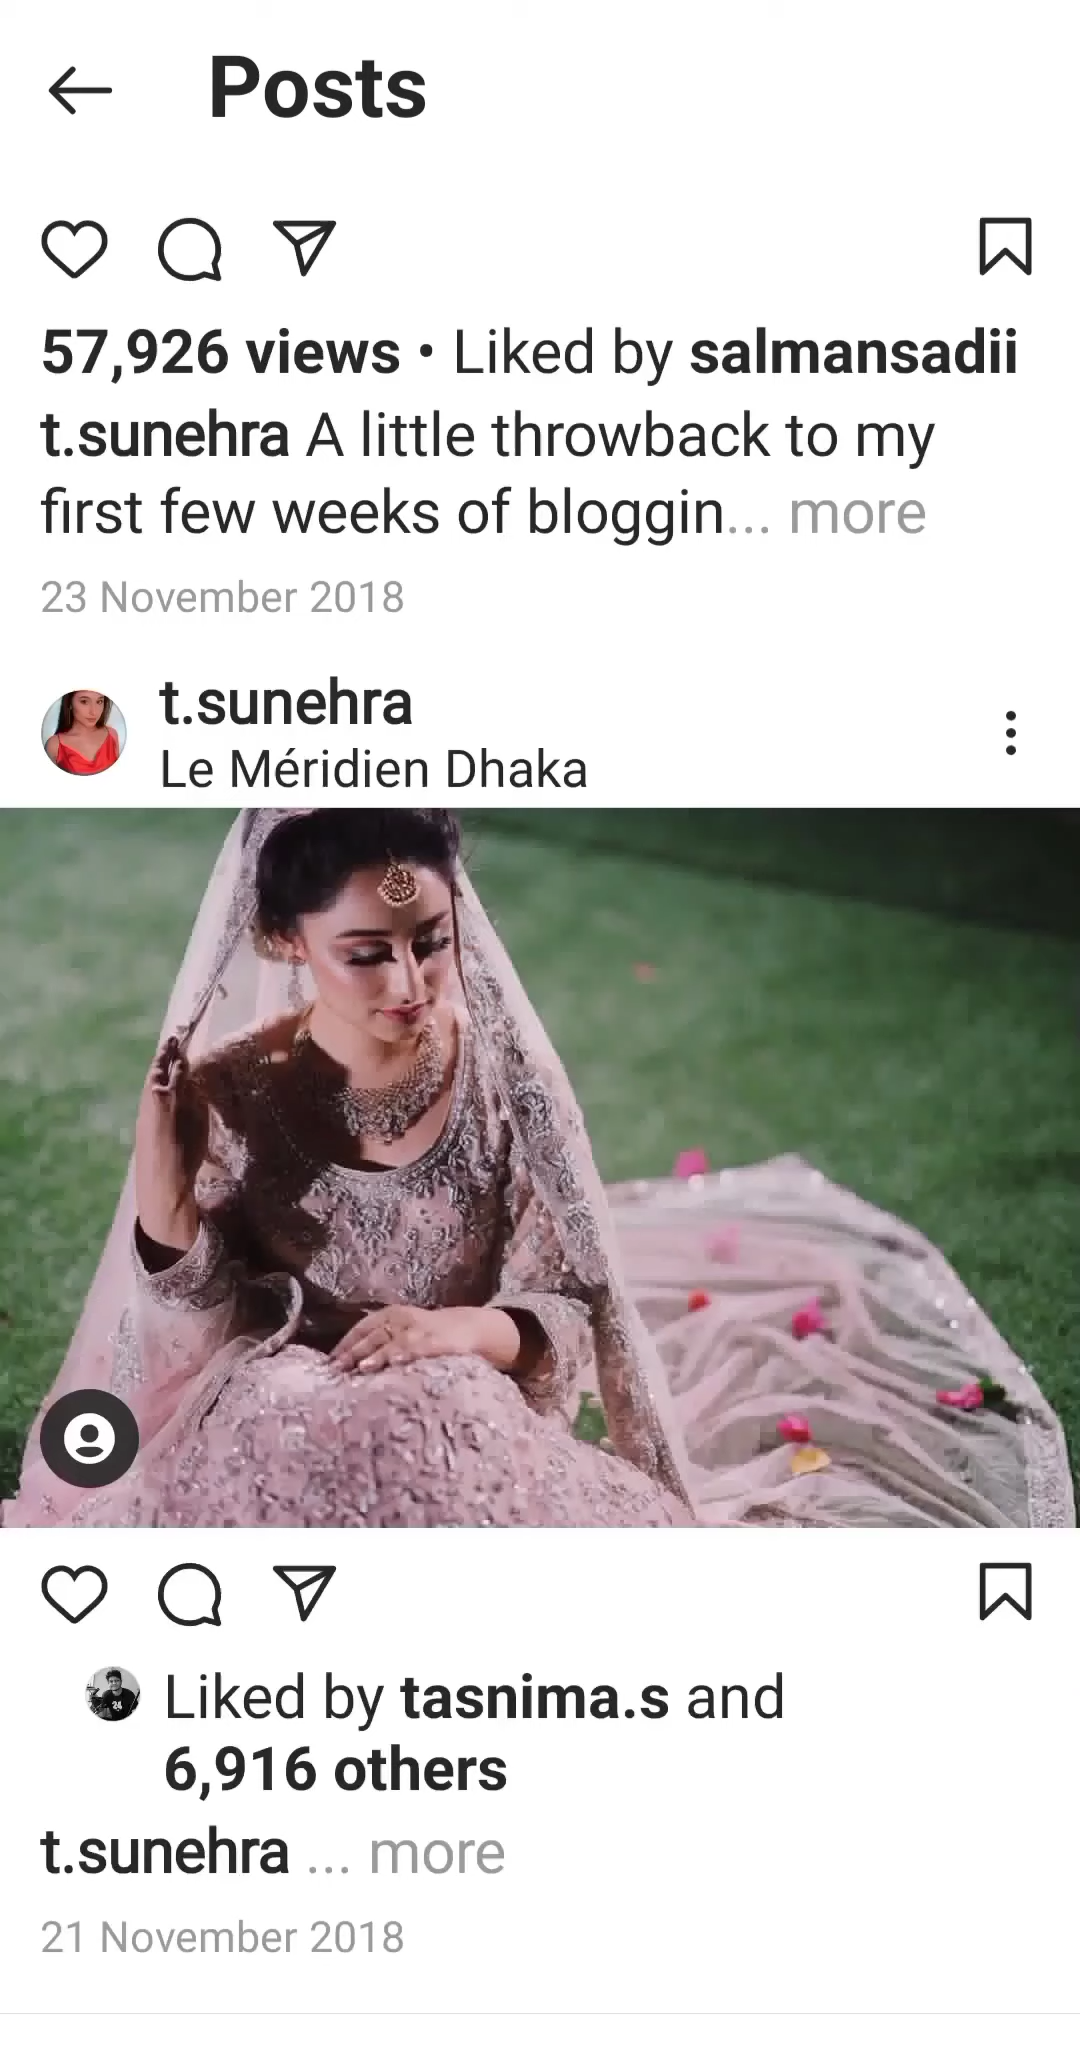 Posts
57,926 views • Liked by salmansadii
t.sunehra A little throwback to my
first few weeks of bloggin... more
23 November 2018
t.sunehra
Le Méridien Dhaka
Liked by tasnima.s and
6,916 others
t.sunehra ... more
21 November 2018